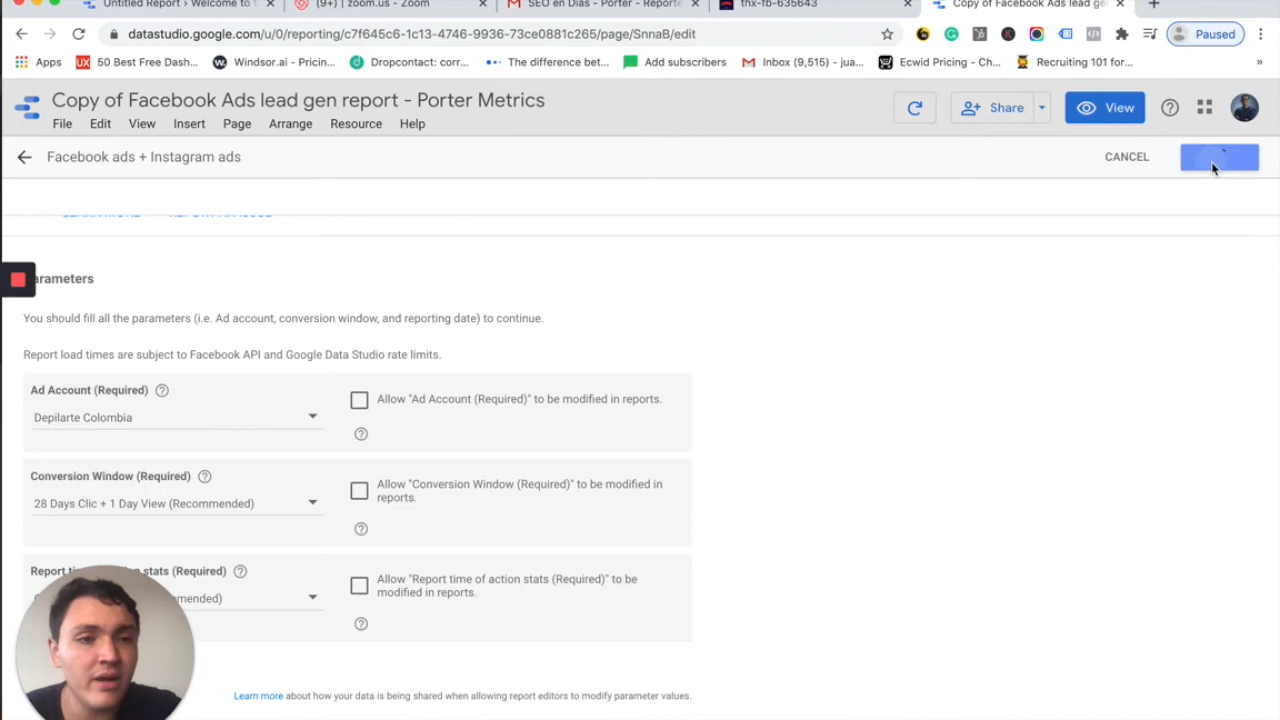 Untitled Report › Welcome to t
(9+) | zoom.us - Zoom
SEO en Días - Porter - Reporte
thx-fb-635643
Copy of Facebook Ads lead gen
datastudio.google.com/u/0/reporting/c7f645c6-1c13-4746-9936-73ce0881c265/page/SnnaB/edit
Paused
Apps
50 Best Free Dash...
Windsor.ai - Pricin...
Dropcontact: corr...
The difference bet...
Add subscribers
Inbox (9,515) - jua...
Ecwid Pricing - Ch...
Recruiting 101 for...
»
Copy of Facebook Ads lead gen report - Porter Metrics
Share
View
File Edit View Insert Page Arrange Resource Help
Facebook ads + Instagram ads
CANCEL
LEARN MORE REPORT AN ISSUE
arameters
You should fill all the parameters (i.e. Ad account, conversion window, and reporting date) to continue.
Report load times are subject to Facebook API and Google Data Studio rate limits.
Ad Account (Required)
Depilarte Colombia
Allow "Ad Account (Required)" to be modified in reports.
Conversion Window (Required)
28 Days Clic + 1 Day View (Recommended)
Allow "Conversion Window (Required)" to be modified in
reports.
Report ti stats (Required)
mended)
Allow "Report time of action stats (Required)" to be
modified in reports.
Learn more about how your data is being shared when allowing report editors to modify parameter values.